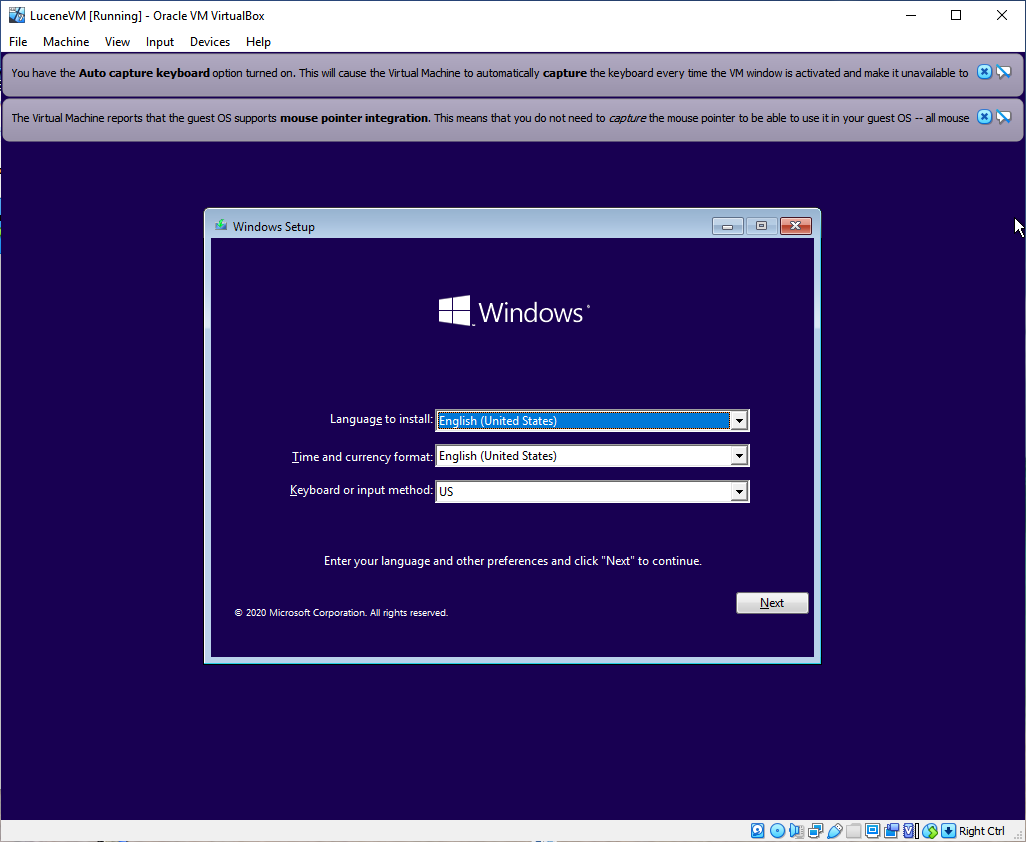 LuceneVM [Running] - Oracle VM VirtualBox
File Machine View Input Devices Help
You have the Auto capture keyboard option turned on. This will cause the Virtual Machine to automatically capture the keyboard every time the VM window is activated and make it unavailable to
The Virtual Machine reports that the guest OS supports mouse pointer integration. This means that you do not need to capture the mouse pointer to be able to use it in your guest OS -- all mouse
Windows Setup
Windows
Language to install: English (United States)
Time and currency format: English (United States)
Keyboard or input method: US
Enter your language and other preferences and click "Next" to continue.
Next
© 2020 Microsoft Corporation. All rights reserved.
Right Ctrl